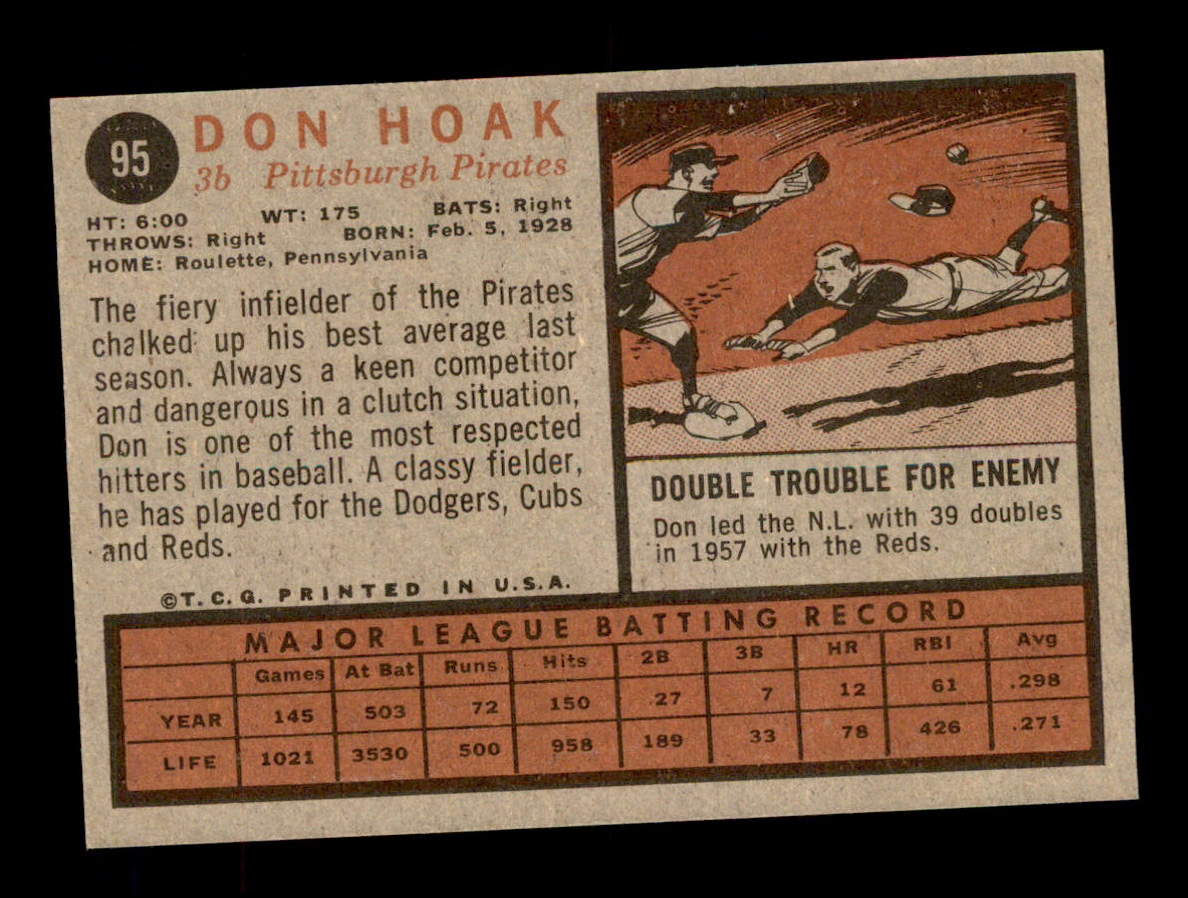 95
DON HOAK
3b Pittsburgh Pirates
HT: 6:00 WT: 175 BATS: Right
THROWS: Right BORN: Feb. 5, 1928
HOME: Roulette, Pennsylvania
The fiery infielder of the Pirates
chalked up his best average last
season. Always a keen competitor
and dangerous in a clutch situation,
Don is one of the most respected
hitters in baseball. A classy fielder,
he has played for the Dodgers, Cubs
and Reds.
©T.C.G. PRINTED IN U.S.A.
DOUBLE TROUBLE FOR ENEMY
Don led the N.L. with 39 doubles
in 1957 with the Reds.
MAJOR LEAGUE BATTING RECORD
Games At Bat Runs Hits 2B 3B HR RBI Avg
YEAR 145 503 72 150 27 7 12 61 .298
LIFE 1021 3530 500 958 189 33 78 426 .271